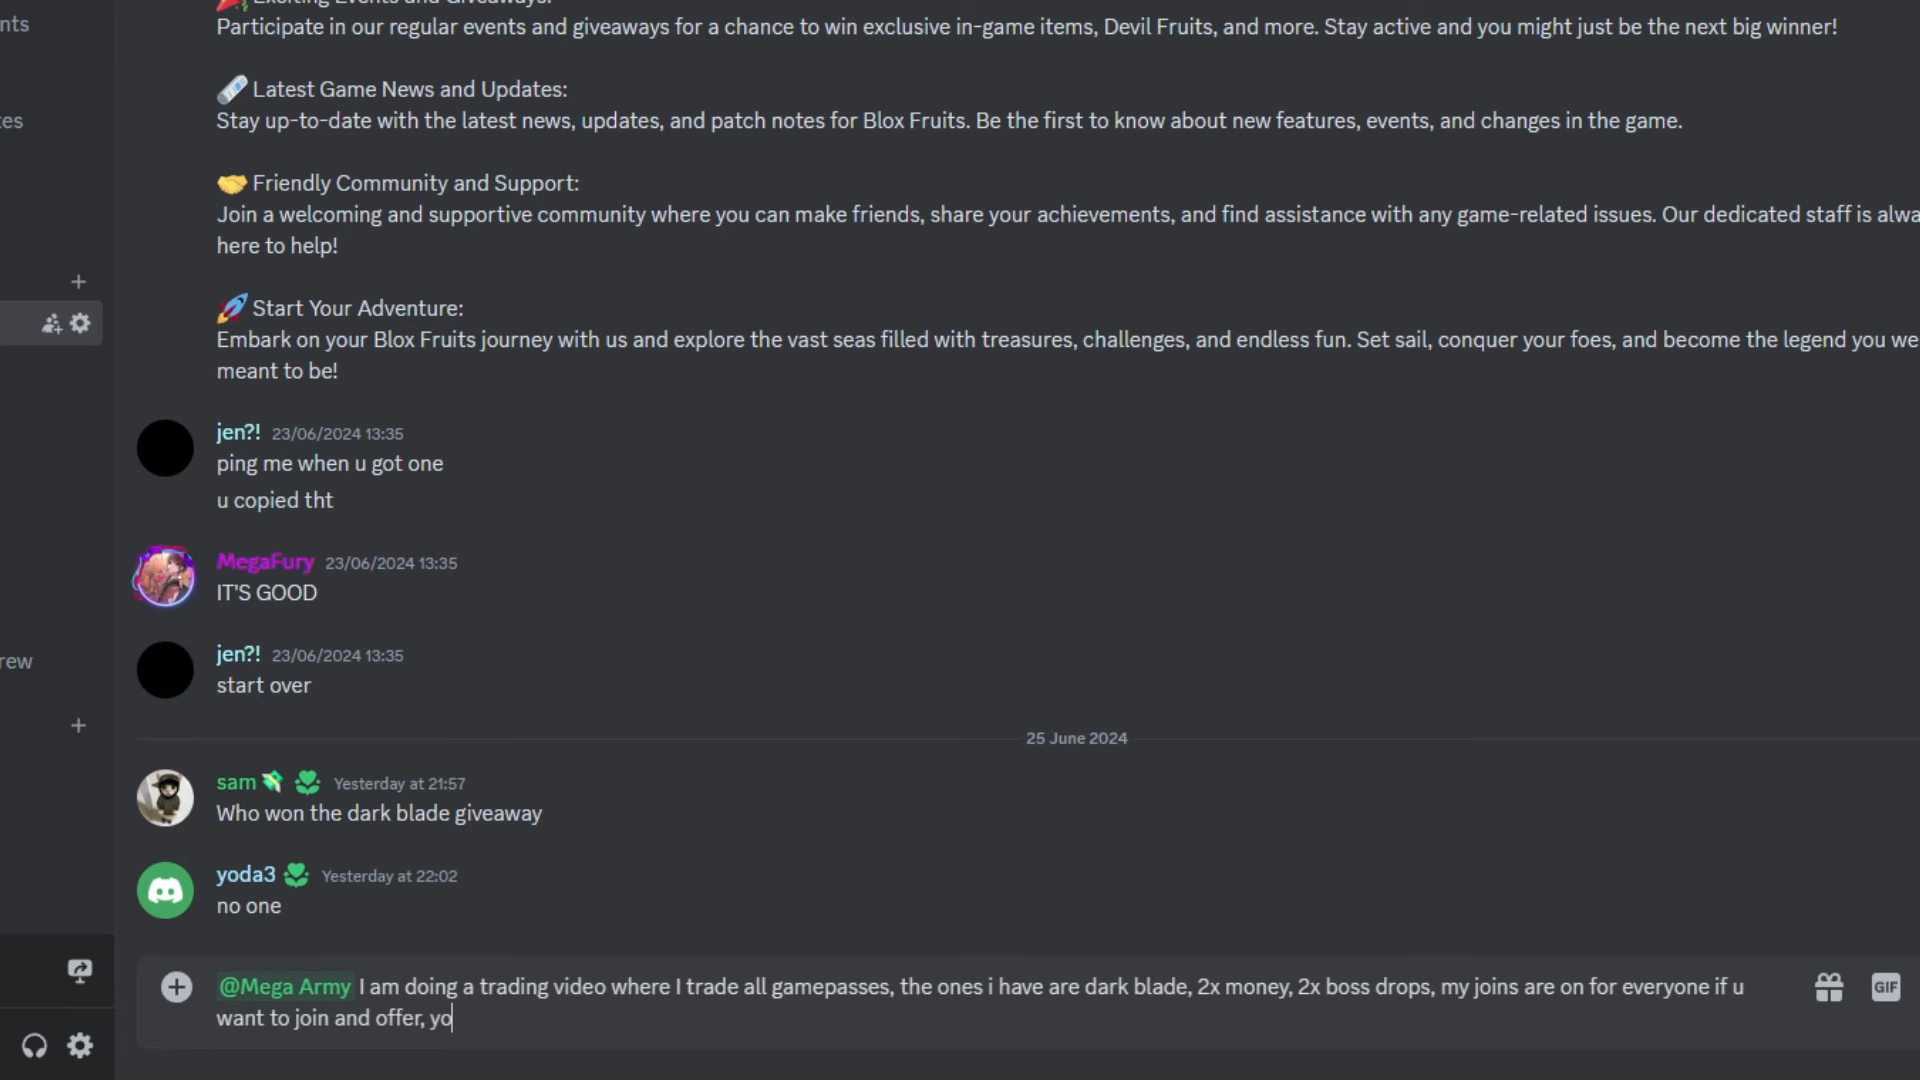 nts
Exciting Events and Giveaways:
Participate in our regular events and giveaways for a chance to win exclusive in-game items, Devil Fruits, and more. Stay active and you might just be the next big winner!
Latest Game News and Updates:
tes
Stay up-to-date with the latest news, updates, and patch notes for Blox Fruits. Be the first to know about new features, events, and changes in the game.
Friendly Community and Support:
Join a welcoming and supportive community where you can make friends, share your achievements, and find assistance with any game-related issues. Our dedicated staff is alwa
here to help!
Start Your Adventure:
Embark on your Blox Fruits journey with us and explore the vast seas filled with treasures, challenges, and endless fun. Set sail, conquer your foes, and become the legend you we
meant to be!
jen?! 23/06/2024 13:35
ping me when u got one
u copied tht
MegaFury 23/06/2024 13:35
IT'S GOOD
jen?! 23/06/2024 13:35
rew
start over
25 June 2024
sam Yesterday at 21:57
Who won the dark blade giveaway
yoda3 Yesterday at 22:02
no one
@Mega Army I am doing a trading video where I trade all gamepasses, the ones i have are dark blade, 2x money, 2x boss drops, my joins are on for everyone if u
want to join and offer, yo
GIF